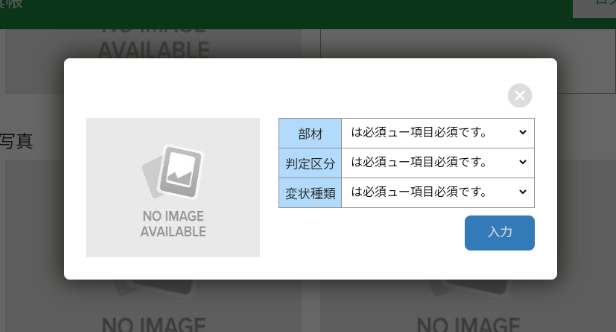 真帳
NO IMAGE
AVAILABLE
写真
部材 は必須ュー項目必須です。
判定区分 は必須ュー項目必須です。
変状種類 は必須ュー項目必須です。
NO IMAGE
AVAILABLE
入力
NO IMAGE
NO IMAGE